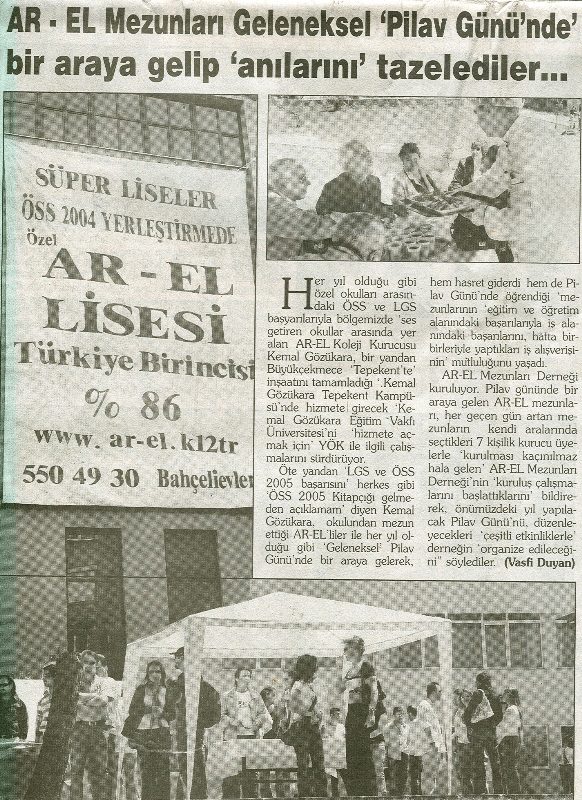 AR - EL Mezunları Geleneksel 'Pilav Günü'nde'
bir araya gelip 'anılarını' tazelediler...
SÜPER LİSELER
ÖSS 2004 YERLEŞTİRMEDE
özel
AR - EL
LİSESİ
Türkiye Birincisi
% 86
www. ar-el.k12tr
550 49 30 Bahçelievler
Her yıl olduğu gibi
özel okulları arasın-
daki ÖSS ve LGS
başyarılarıyla bölgemizde 'ses
getiren okullar arasında yer
alan AR-EL Koleji Kurucusu
Kemal Gözükara, bir yandan
Büyükçekmece 'Tepekent'te'
inşaatını tamamladığı '.Kemal
Gözükara Tepekent Kampü-
sü'nde hizmete girecek 'Ke-
mal Gözükara Eğitim Vakfı
Üniversitesi'ni 'hizmete aç-
mak için' YÖK ile ilgili çalış-
malarını sürdürüyor.
Öte yandan 'LGS ve ÖSS
2005 başarısını' herkes gibi
'ÖSS 2005 Kitapçığı gelme-
den açıklamam' diyen Kemal
Gözükara, okulundan mezun
ettiği AR-EL'liler ile her yıl ol-
duğu gibi 'Geleneksel' Pilav
Günü'nde bir araya gelerek,
hem hasret giderdi hem de Pi-
lav Günü'nde öğrendiği 'me-
zunlarının 'eğitim ve öğretim
alanındaki başarılarıyla iş ala-
nındaki başarılarını, hatta bir-
birleriyle yaptıkları iş alışverişi-
nin' mutluluğunu yaşadı.
AR-EL Mezunları Derneği
kuruluyor. Pilav gününde bir
araya gelen AR-EL mezunla-
rı, her geçen gün artan mez-
unların kendi aralarında
seçtikleri 7 kişilik kurucu üye-
lerle 'kurulması kaçınılmaz
hala gelen' AR-EL Mezunları
Derneği'nin 'kuruluş çalışma-
larını başlattıklarını' bildire-
rek, önümüzdeki yıl yapıla-
cak Pilav Günü'nü, düzenle-
yecekleri 'çeşitli etkinliklerle'
derneğin 'organize edileceği-
ni" söylediler. (Vasfi Duyan)